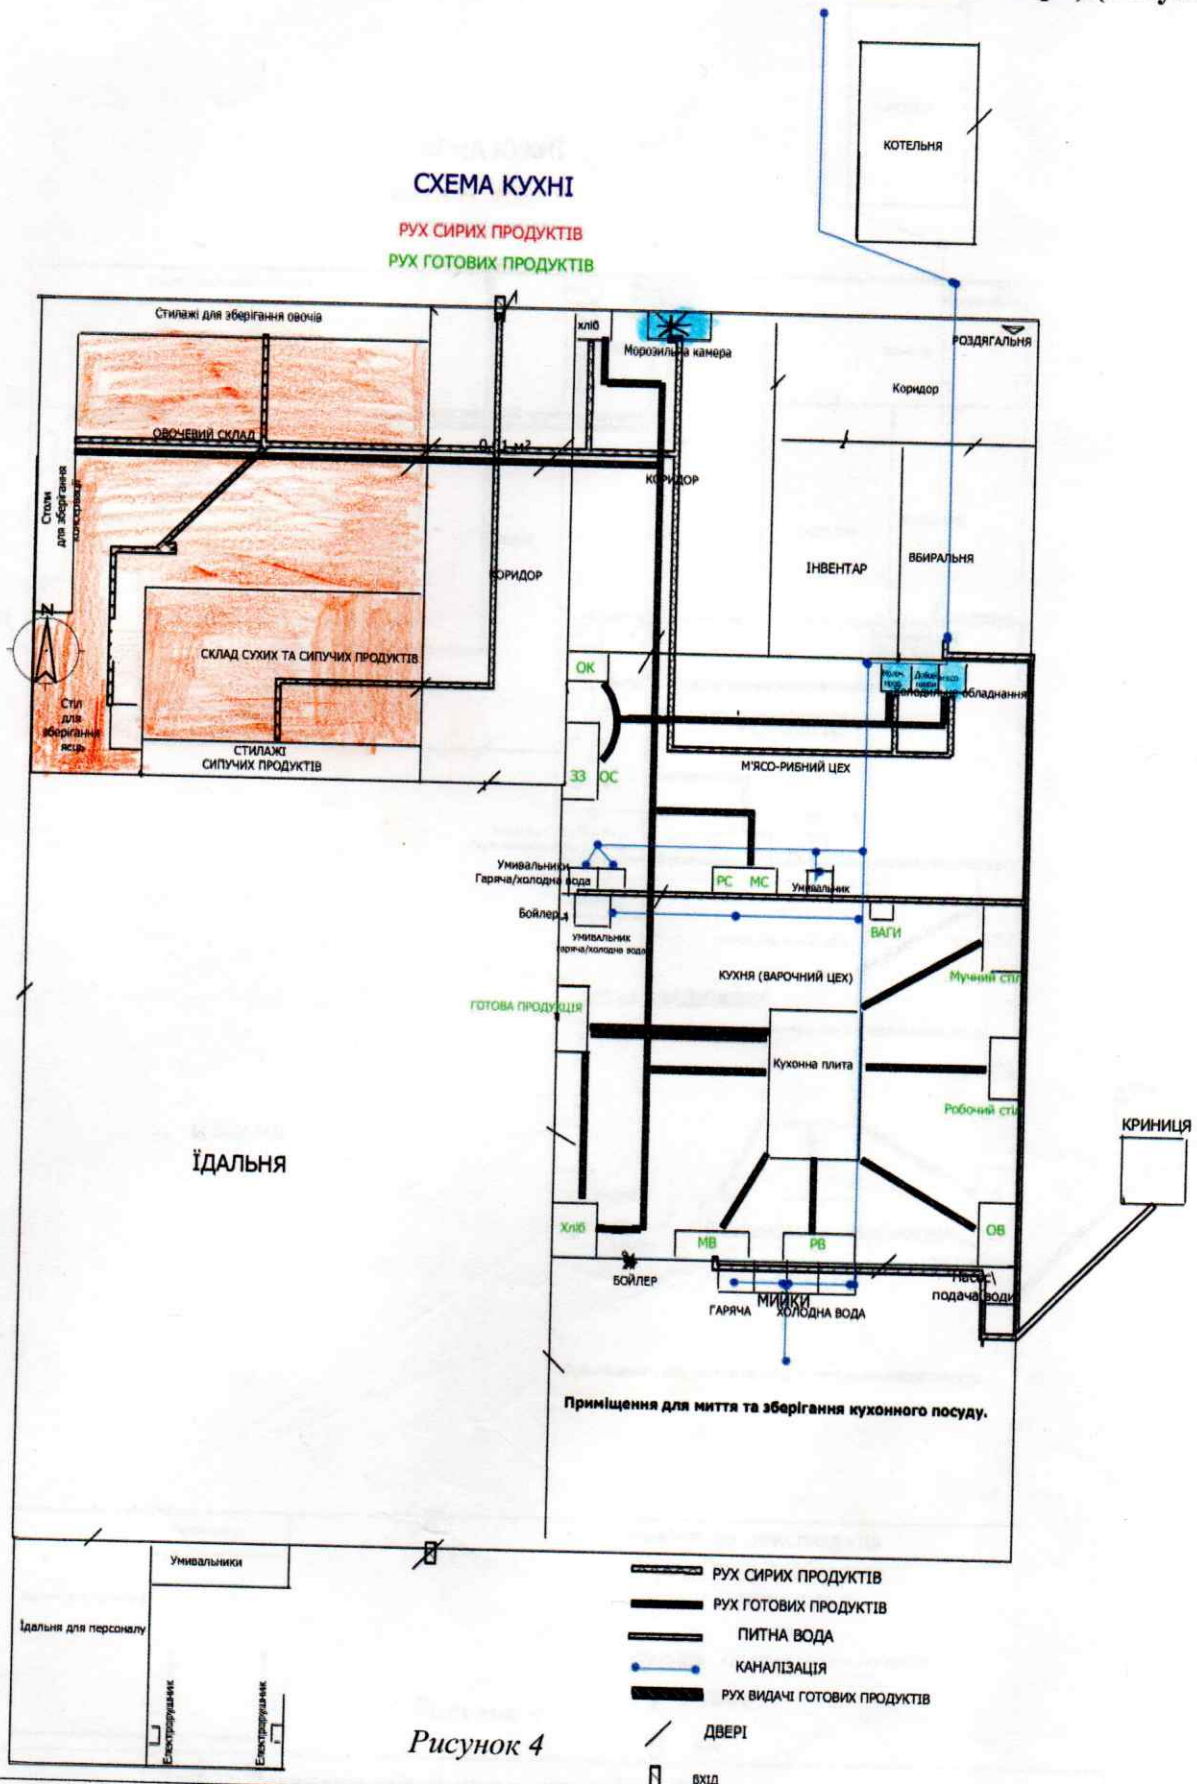 КОТЕЛЬНЯ
СХЕМА КУХНІ
РУХ СИРИХ ПРОДУКТІВ
РУХ ГОТОВИХ ПРОДУКТІВ
Стилажі для зберігання овочів
хліб
Морозильна камера
РОЗДЯГАЛЬНЯ
Коридор
ОВОЧЕВИЙ СКЛАД
м²
КОРИДОР
Столи
для зберігання
консервації
КОРИДОР
ІНВЕНТАР
ВБИРАЛЬНЯ
N
СКЛАД СУХИХ ТА СИПУЧИХ ПРОДУКТІВ
ОК
Холодильне обладнання
Стіл
для
зберігання
яєць
СТИЛАЖІ
СИПУЧИХ ПРОДУКТІВ
ЗЗ ОС
М'ЯСО-РИБНИЙ ЦЕХ
Умивальники
Гаряча/холодна вода
РС МС
Умивальник
Бойлер
УМИВАЛЬНИК
гаряча/холодна вода
ВАГИ
КУХНЯ (ВАРОЧНИЙ ЦЕХ)
Мучний стіл
ГОТОВА ПРОДУКЦІЯ
Кухонна плита
Робочий стіл
КРИНИЦЯ
ЇДАЛЬНЯ
Хліб
МВ
РВ
ОВ
БОЙЛЕР
Насос\
подача води
МИЙКИ
ГАРЯЧА
ХОЛОДНА ВОДА
Приміщення для миття та зберігання кухонного посуду.
Умивальники
Їдальня для персоналу
Електрорушник
Електрорушник
РУХ СИРИХ ПРОДУКТІВ
РУХ ГОТОВИХ ПРОДУКТІВ
ПИТНА ВОДА
КАНАЛІЗАЦІЯ
РУХ ВИДАЧІ ГОТОВИХ ПРОДУКТІВ
ДВЕРІ
ВХІД
Рисунок 4